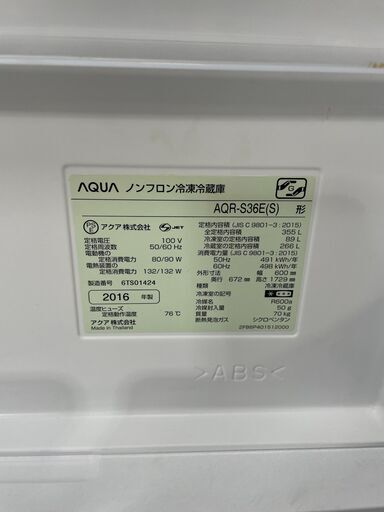 AQUA ノンフロン冷凍冷蔵庫
AQR-S36E(S) 形
アクア株式会社 JET
定格電圧 100 V
定格周波数 50/60 Hz
電動機の
定格消費電力 80/90 W
電熱装置の
定格消費電力 132/132 W
製造番号 6TS01424
2016 年製
温度ヒューズ
定格動作温度 76℃
アクア株式会社
Made in Thailand
定格内容積 (JIS C 9801-3:2015)
全定格内容積 355 L
冷凍室の定格内容積 89 L
冷蔵室の定格内容積 266 L
消費電力量 (JIS C 9801-3:2015)
50Hz 491 kWh/年
60Hz 498 kWh/年
外形寸法 幅 600 mm
奥行 672 mm 高さ 1729 mm
種類 冷凍冷蔵庫
冷凍室の記号
冷媒名 R600a
冷媒封入量 50 g
質量 70 kg
断熱発泡ガス シクロペンタン
>ABS<